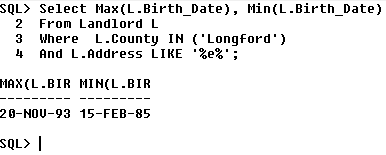 SQL> Select Max(L.Birth_Date), Min(L.Birth_Date)
2 From Landlord L
3 Where L.County IN ('Longford')
4 And L.Address LIKE '%e%';
MAX(L.BIR MIN(L.BIR
--------- ---------
20-NOV-93 15-FEB-85
SQL>